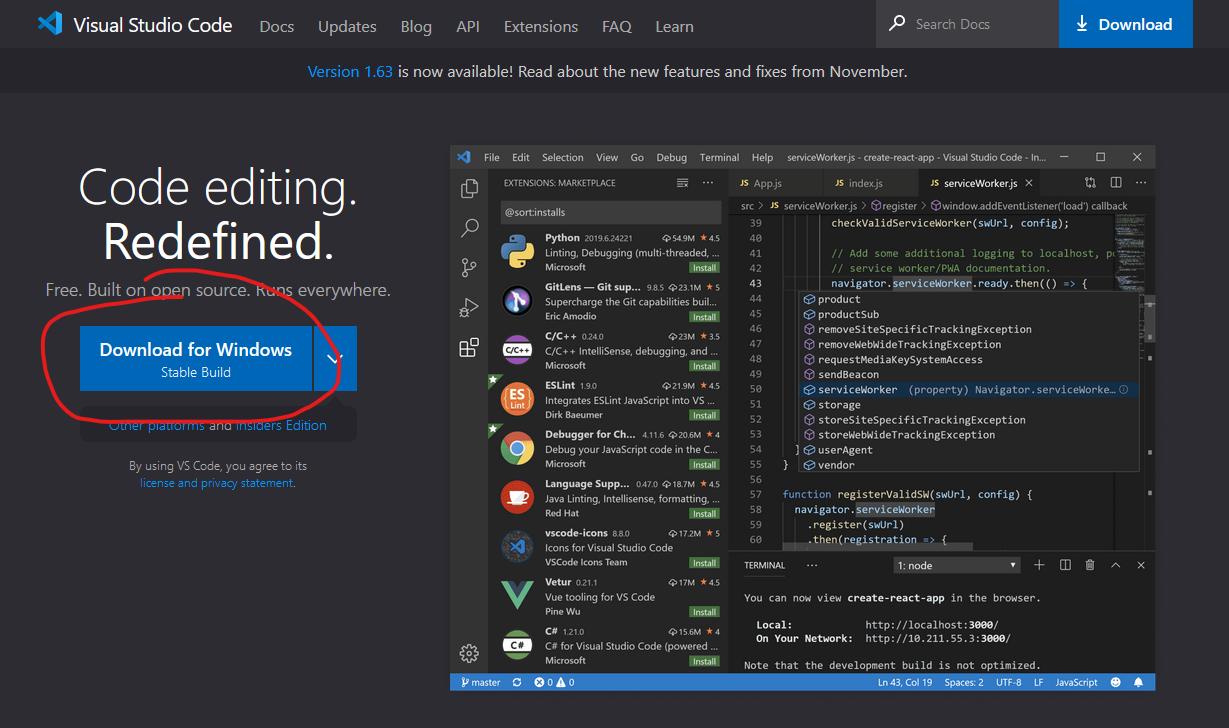 Visual Studio Code Docs Updates Blog API Extensions FAQ Learn Search Docs Download
Version 1.63 is now available! Read about the new features and fixes from November.
Code editing.
Redefined.
Free. Built on open source. Runs everywhere.
Download for Windows
Stable Build
Other platforms and Insiders Edition
By using VS Code, you agree to its
license and privacy statement.
File Edit Selection View Go Debug Terminal Help serviceWorker.js - create-react-app - Visual Studio Code - In...
EXTENSIONS: MARKETPLACE
@sort:installs
Python 2019.6.24221 54.9M 4.5
Linting, Debugging (multi-threaded, ...
Microsoft Install
GitLens — Git sup... 9.8.5 23.1M 5
Supercharge the Git capabilities buil...
Eric Amodio Install
C/C++ C/C++ 0.24.0 23M 3.5
C/C++ IntelliSense, debugging, and ...
Microsoft Install
ES Lint
ESLint 1.9.0 21.9M 4.5
Integrates ESLint JavaScript into VS ...
Dirk Baeumer Install
Debugger for Ch... 4.11.6 20.6M 4
Debug your JavaScript code in the C...
Microsoft Install
Language Supp... 0.47.0 18.7M 4.5
Java Linting, Intellisense, formatting, ...
Red Hat Install
vscode-icons 8.8.0 17.2M 5
Icons for Visual Studio Code
VSCode Icons Team Install
Vetur 0.21.1 17M 4.5
Vue tooling for VS Code
Pine Wu Install
C# C# 1.21.0 15.6M 4
C# for Visual Studio Code (powered ...
Microsoft Install
JS App.js JS index.js JS serviceWorker.js
src > JS serviceWorker.js > register > window.addEventListener('load') callback
39 checkValidServiceWorker(swUrl, config);
40
41 // Add some additional logging to localhost, po
42 // service worker/PWA documentation.
43 navigator.serviceWorker.ready.then(() => {
44 product
45 productSub
46 removeSiteSpecificTrackingException
47 removeWebWideTrackingException
48 requestMediaKeySystemAccess
49 sendBeacon
50 serviceWorker (property) Navigator.serviceWorke...
51 storage
52 storeSiteSpecificTrackingException
53 storeWebWideTrackingException
54 } userAgent
55 } vendor
56
57 function registerValidSW(swUrl, config) {
58 navigator.serviceWorker
59 .register(swUrl)
60 .then(registration => {
TERMINAL ... 1: node
You can now view create-react-app in the browser.
Local: http://localhost:3000/
On Your Network: http://10.211.55.3:3000/
Note that the development build is not optimized.
master 0 0 Ln 43, Col 19 Spaces: 2 UTF-8 LF JavaScript